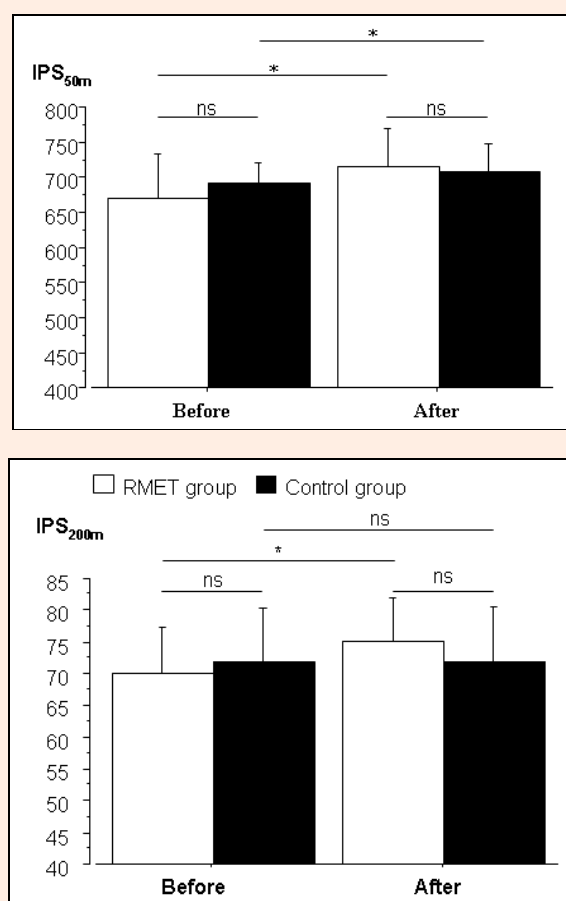 *
IPS50m
*
ns
ns
800
750
700
650
600
550
500
450
400
Before
After
RMET group
Control group
IPS200m
ns
*
ns
ns
85
80
75
70
65
60
55
50
45
40
Before
After